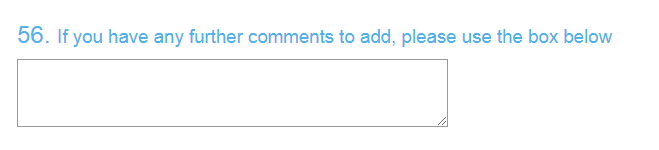 56. If you have any further comments to add, please use the box below